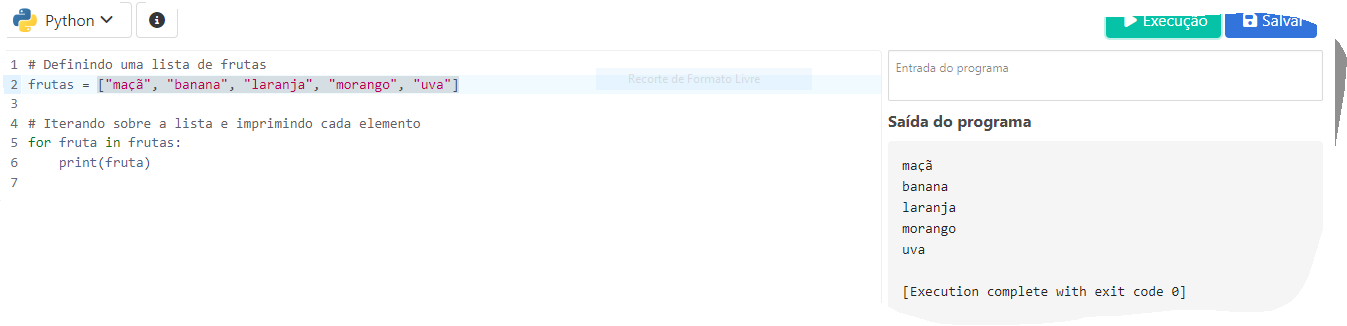 Python
Execução
Salvar
1 # Definindo uma lista de frutas
2 frutas = ["maçã", "banana", "laranja", "morango", "uva"]
Recorte de Formato Livre
3
4 # Iterando sobre a lista e imprimindo cada elemento
5 for fruta in frutas:
6     print(fruta)
7
Entrada do programa
Saída do programa
maçã
banana
laranja
morango
uva
[Execution complete with exit code 0]